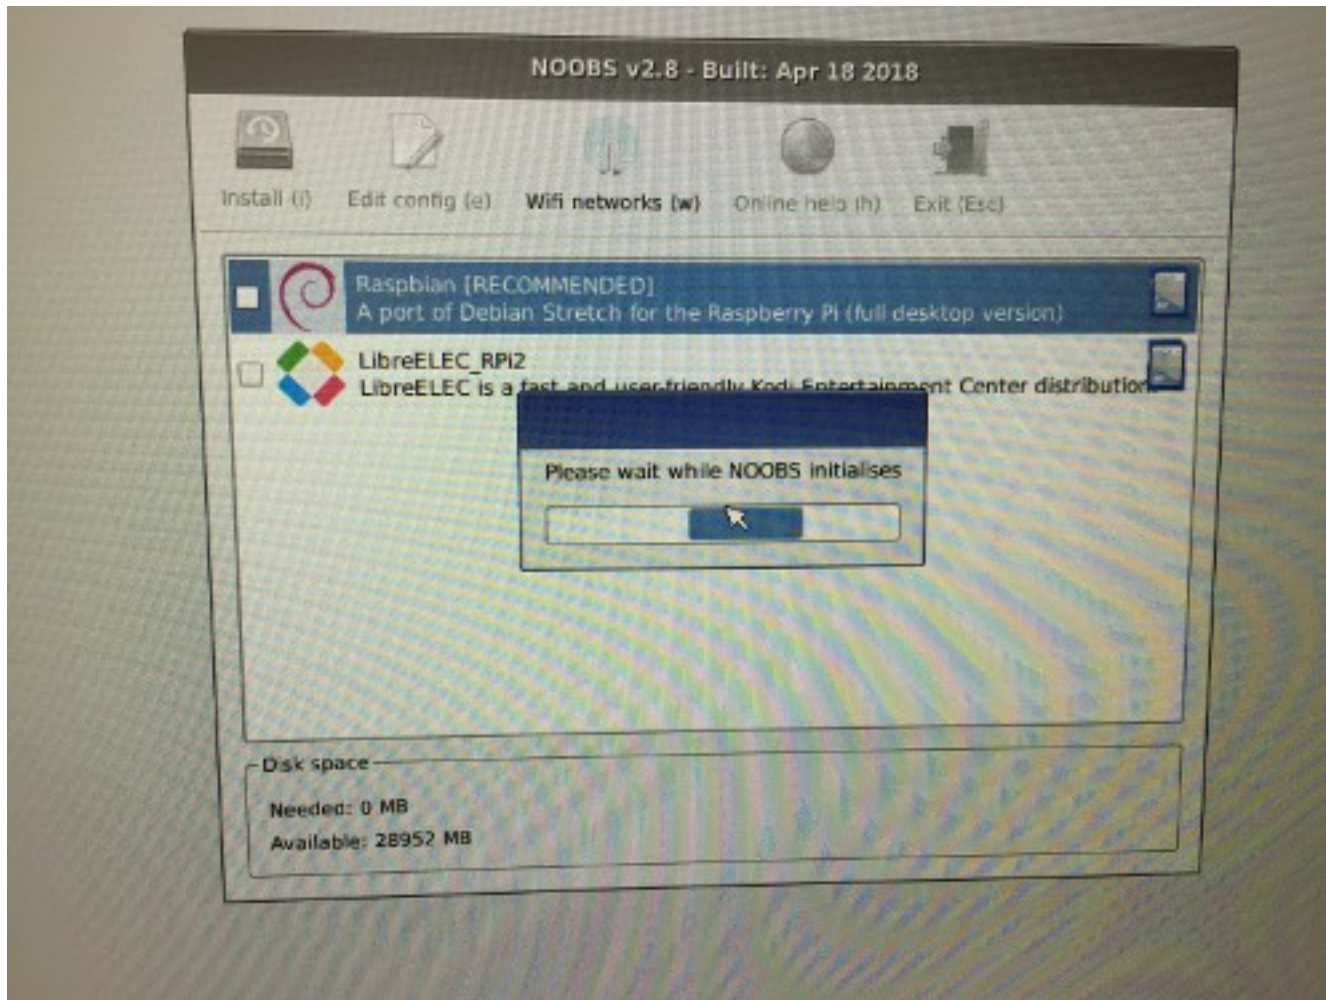 NOOBS v2.8 - Built: Apr 18 2018
Install (i) Edit config (e) Wifi networks (w) Online help (h) Exit (Esc)
Raspbian [RECOMMENDED]
A port of Debian Stretch for the Raspberry Pi (full desktop version)
LibreELEC_RPi2
LibreELEC is a fast and user-friendly Kodi Entertainment Center distribution.
Please wait while NOOBS initialises
Disk space
Needed: 0 MB
Available: 28952 MB